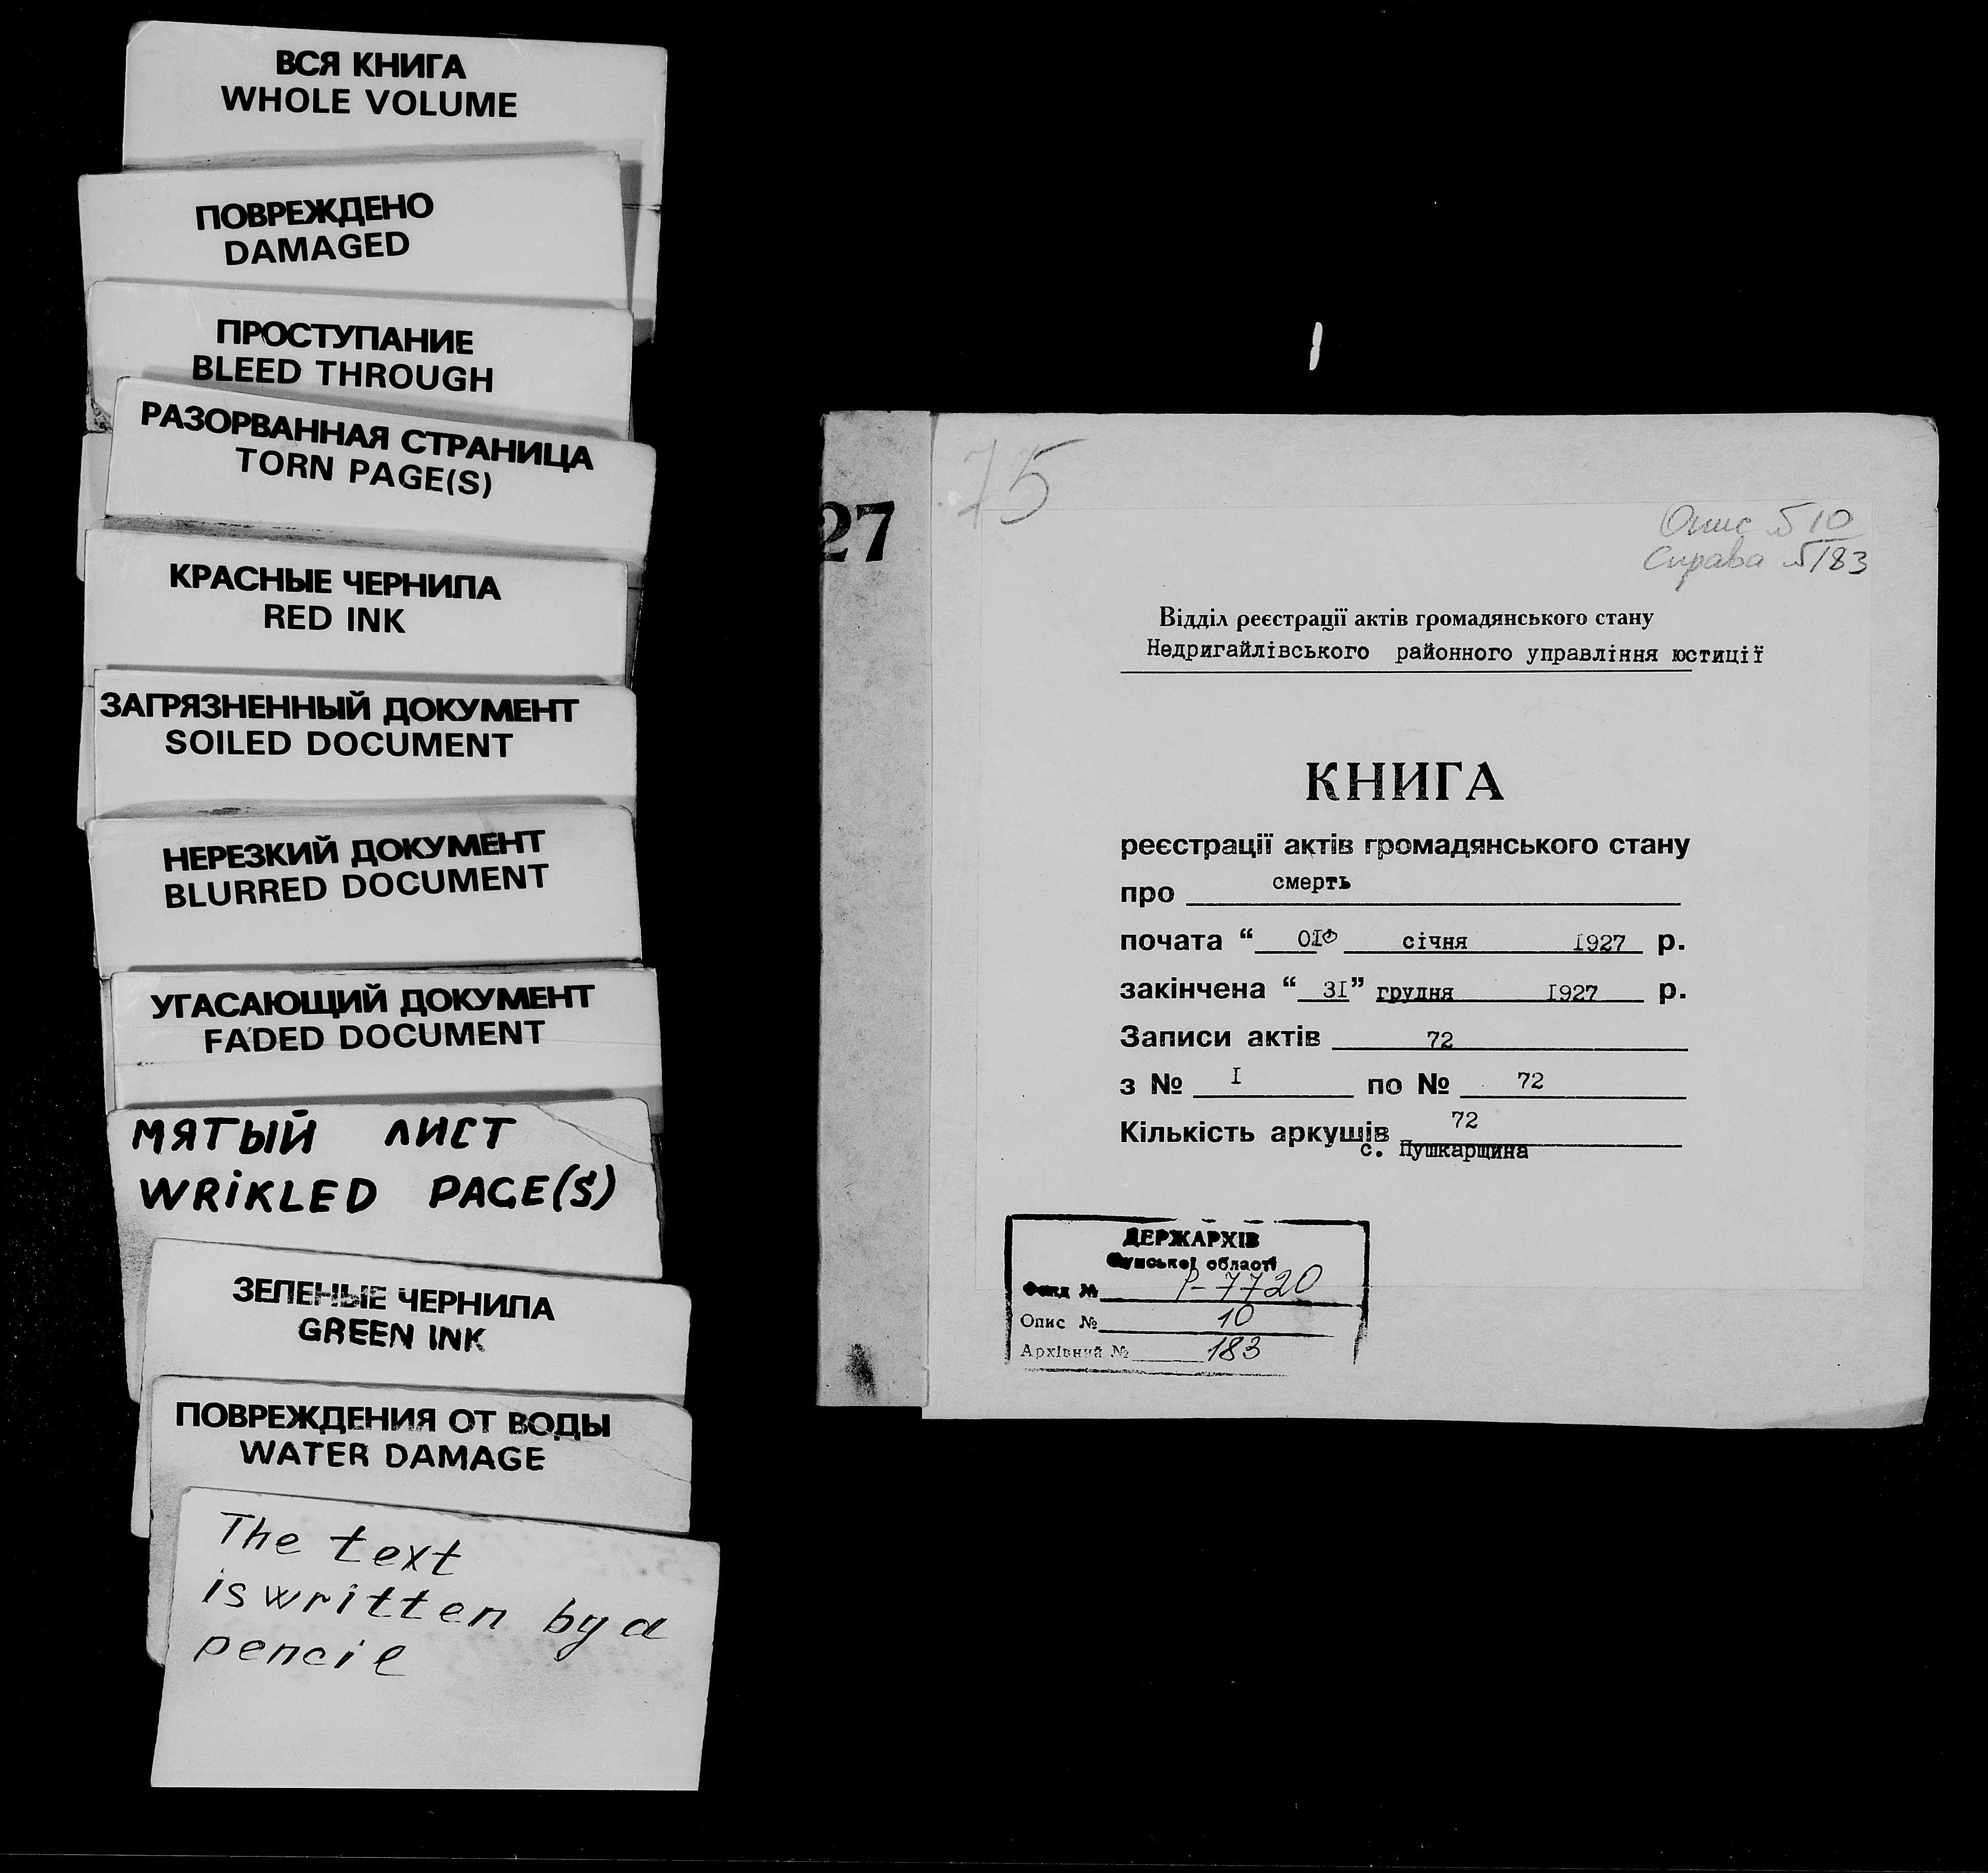 ВСЯ КНИГА
WHOLE VOLUME
ПОВРЕЖДЕНО
DAMAGED
ПРОСТУПАНИЕ
BLEED THROUGH
РАЗОРВАННАЯ СТРАНИЦА
TORN PAGE(S)
КРАСНЫЕ ЧЕРНИЛА
RED INK
ЗАГРЯЗНЕННЫЙ ДОКУМЕНТ
SOILED DOCUMENT
НЕРЕЗКИЙ ДОКУМЕНТ
BLURRED DOCUMENT
УГАСАЮЩИЙ ДОКУМЕНТ
FADED DOCUMENT
МЯТЫЙ ЛИСТ
WRIKLED PAGE(S)
ЗЕЛЕНЫЕ ЧЕРНИЛА
GREEN INK
ПОВРЕЖДЕНИЯ ОТ ВОДЫ
WATER DAMAGE
The text
is written by a
pencil
27
75
Опис №10
Справа №183
Відділ реєстрації актів громадянського стану
Недригайлівського районного управління юстиції
КНИГА
реєстрації актів громадянського стану
про смерть
почата “ 01 січня 1927 р.
закінчена “ 31” грудня 1927 р.
Записи актів 72
з № I по № 72
Кількість аркушів 72
с. Пушкарщина
ДЕРЖАРХІВ
Сумської області
Фонд № Р-7720
Опис № 10
Архівний № 183